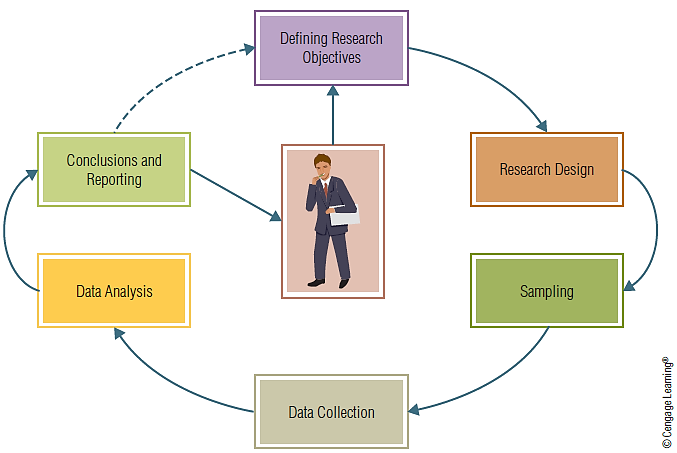 Defining Research
Objectives
Conclusions and
Reporting
Research Design
Data Analysis
Sampling
Data Collection
© Cengage Learning®